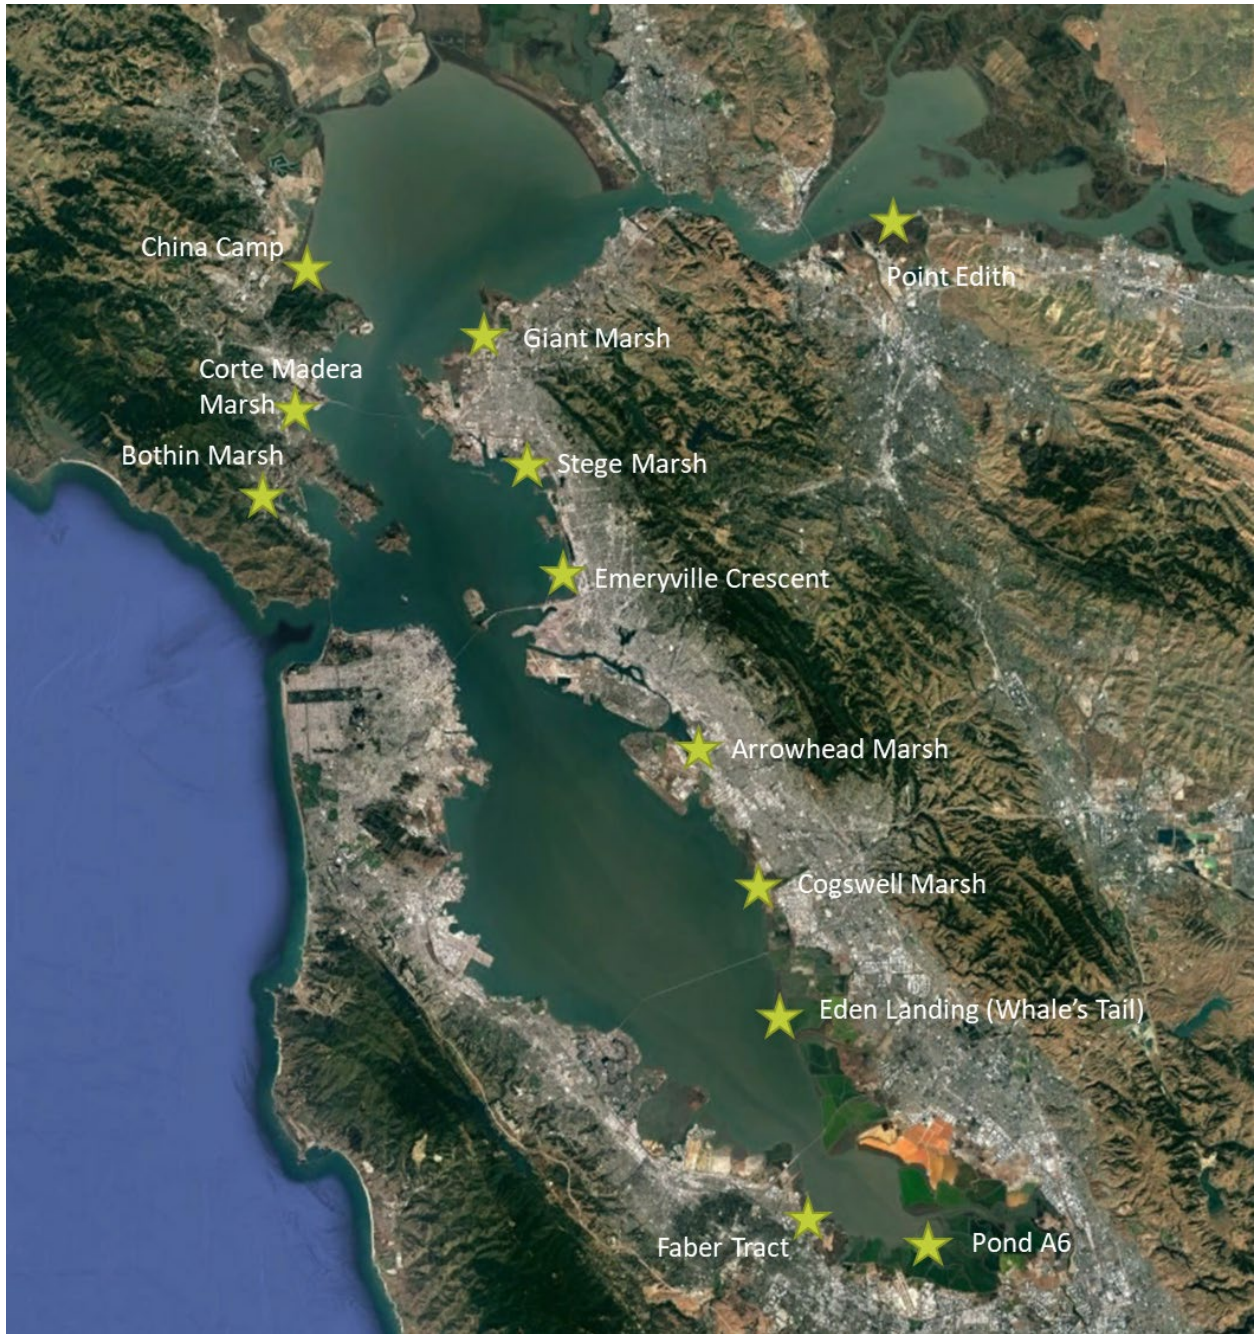 China Camp
Point Edith
Giant Marsh
Corte Madera
Marsh
Bothin Marsh
Stege Marsh
Emeryville Crescent
Arrowhead Marsh
Cogswell Marsh
Eden Landing (Whale's Tail)
Faber Tract
Pond A6